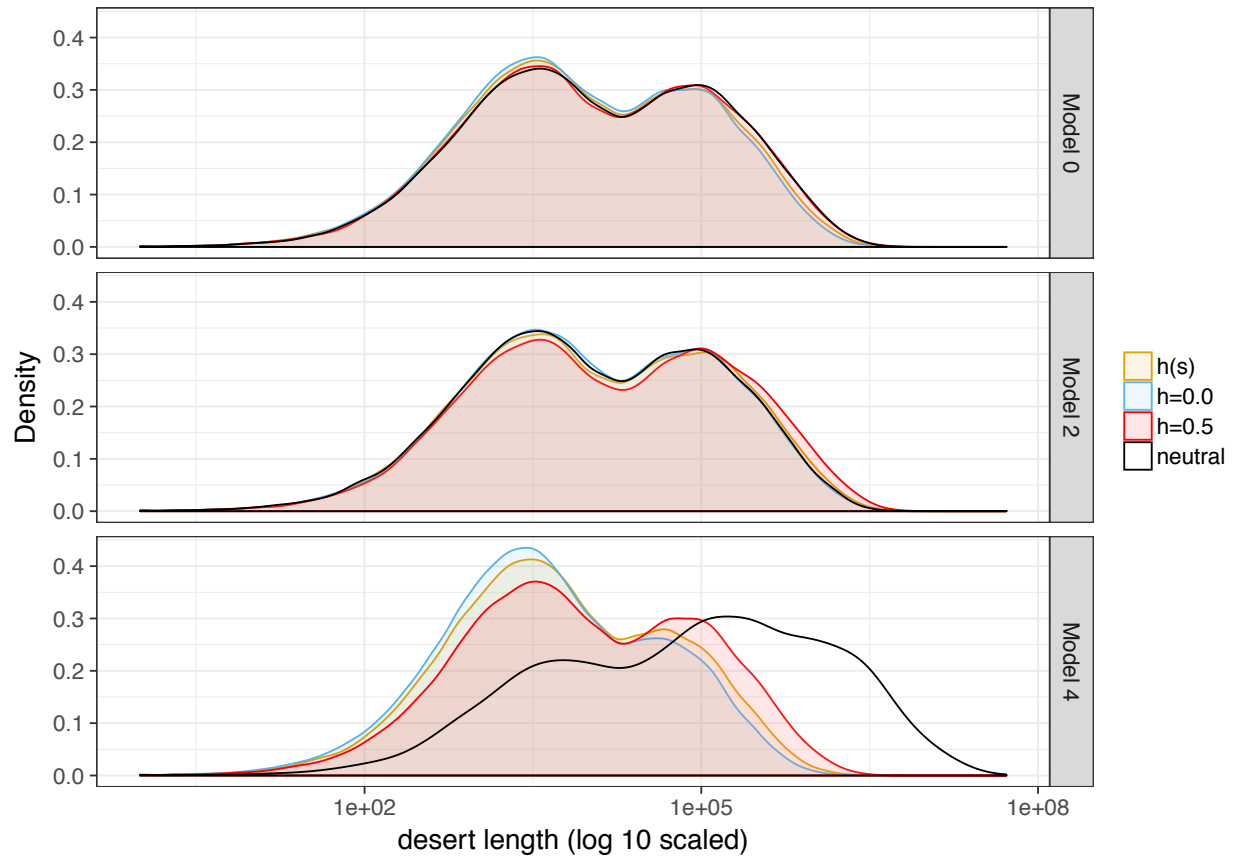 0.4
0.3
0.2
0.1
0.0
Model 0
0.4
0.3
0.2
0.1
0.0
Model 2
0.4
0.3
0.2
0.1
0.0
Model 4
Density
1e+02
1e+05
1e+08
desert length (log 10 scaled)
h(s)
h=0.0
h=0.5
neutral